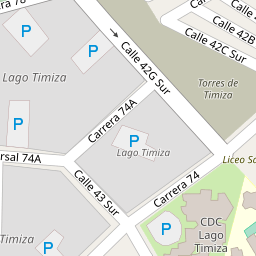 Calle 42G Sur
Calle 42B
Calle 42C Sur
P
P
Lago Timiza
Torres de
Timiza
Carrera 74A
P
P
Lago Timiza
Liceo
74A
Calle 43 Sur
Carrera 74
CDC
Lago
Timiza
Timiza
P
P